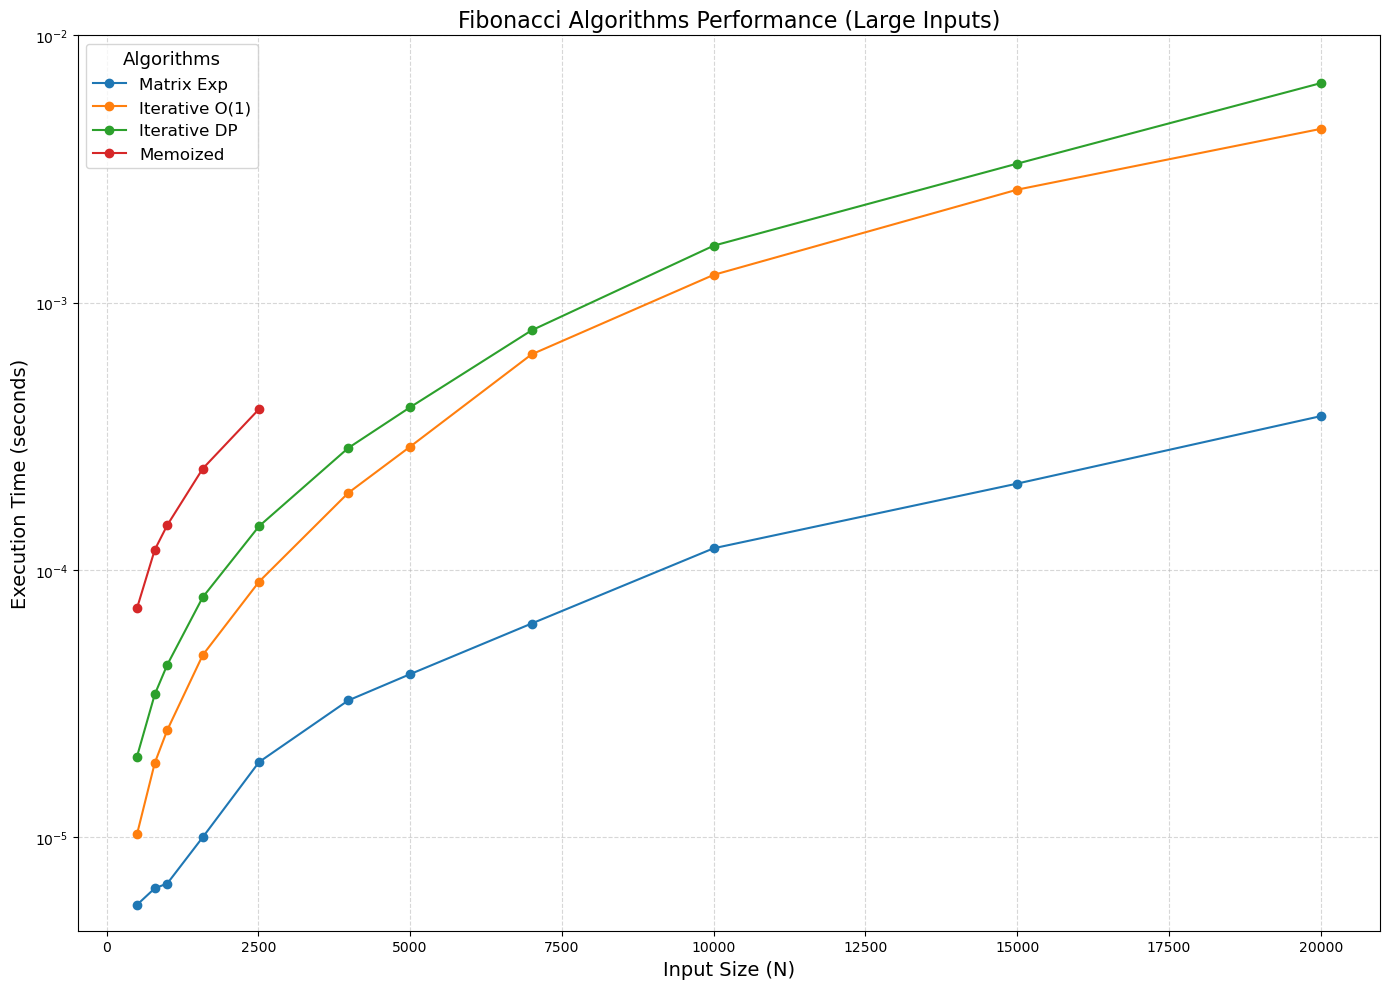 Fibonacci Algorithms Performance (Large Inputs)
Algorithms
Matrix Exp
Iterative O(1)
Iterative DP
Memoized
Execution Time (seconds)
10⁻²
10⁻³
10⁻⁴
10⁻⁵
0 2500 5000 7500 10000 12500 15000 17500 20000
Input Size (N)